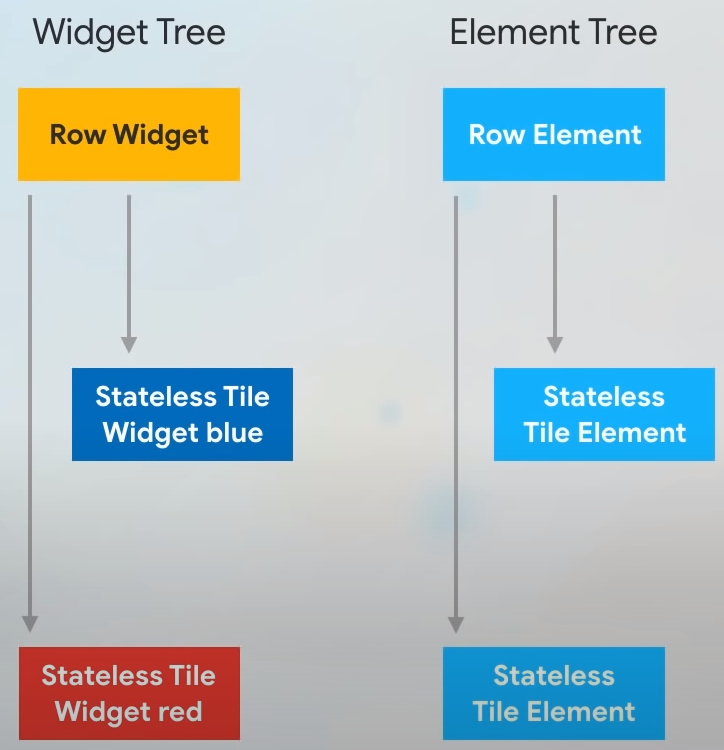 Widget Tree
Element Tree
Row Widget
Row Element
Stateless Tile
Widget blue
Stateless
Tile Element
Stateless Tile
Widget red
Stateless
Tile Element